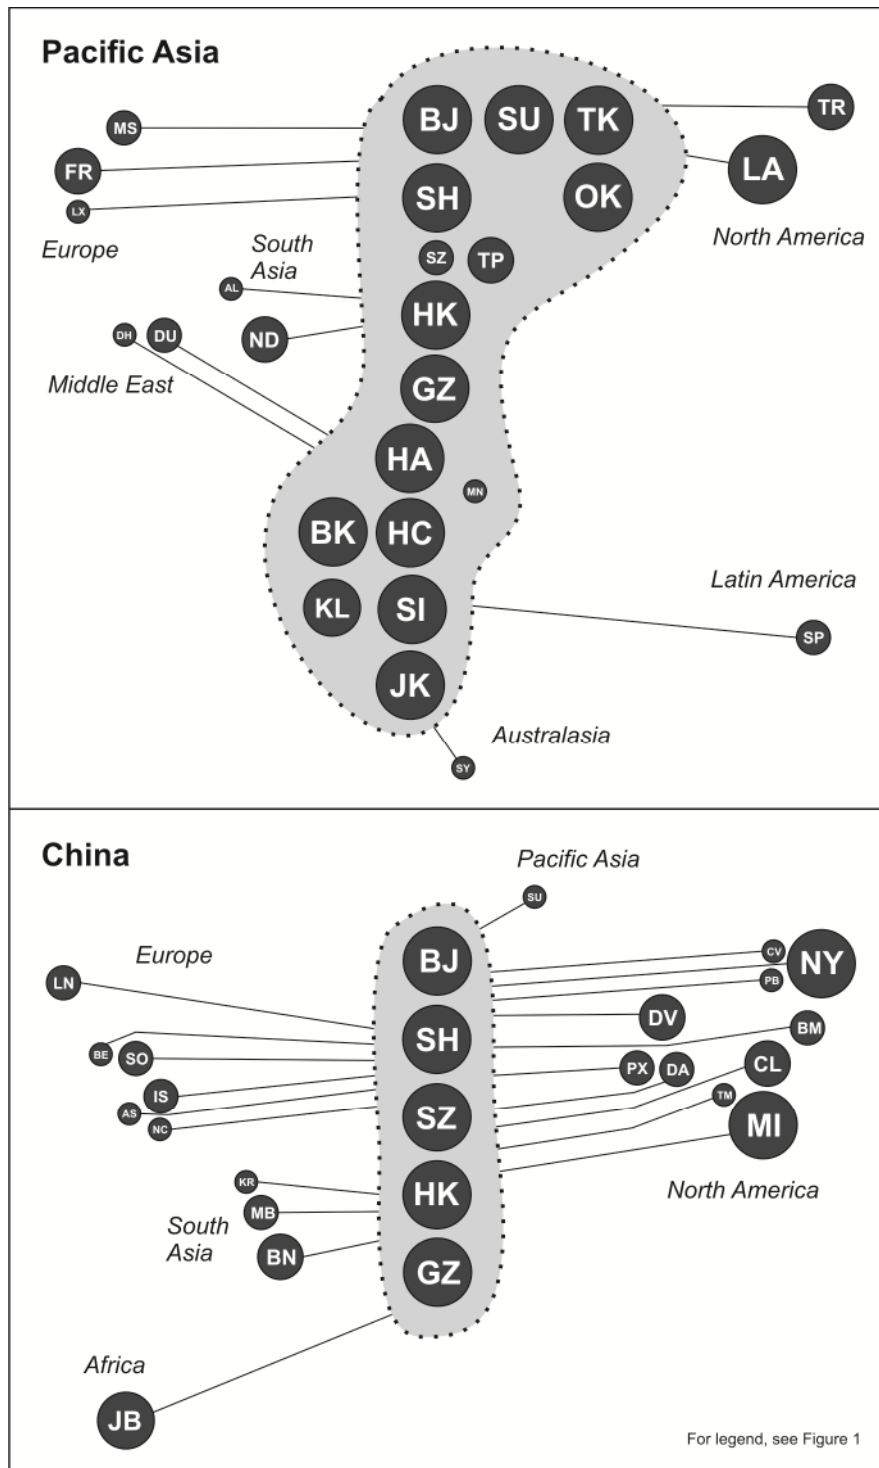 Pacific Asia
BJ
SU
TK
TR
MS
FR
LX
Europe
LA
North America
SH
OK
South
Asia
SZ
TP
AL
HK
ND
DH
DU
Middle East
GZ
HA
MN
BK
HC
Latin America
KL
SI
SP
JK
Australasia
SY
China
Pacific Asia
SU
Europe
BJ
CV
NY
PB
LN
DV
BM
SH
BE
SO
PX
DA
CL
IS
TM
AS
NC
SZ
MI
KR
HK
North America
MB
South
Asia
BN
GZ
Africa
JB
For legend, see Figure 1